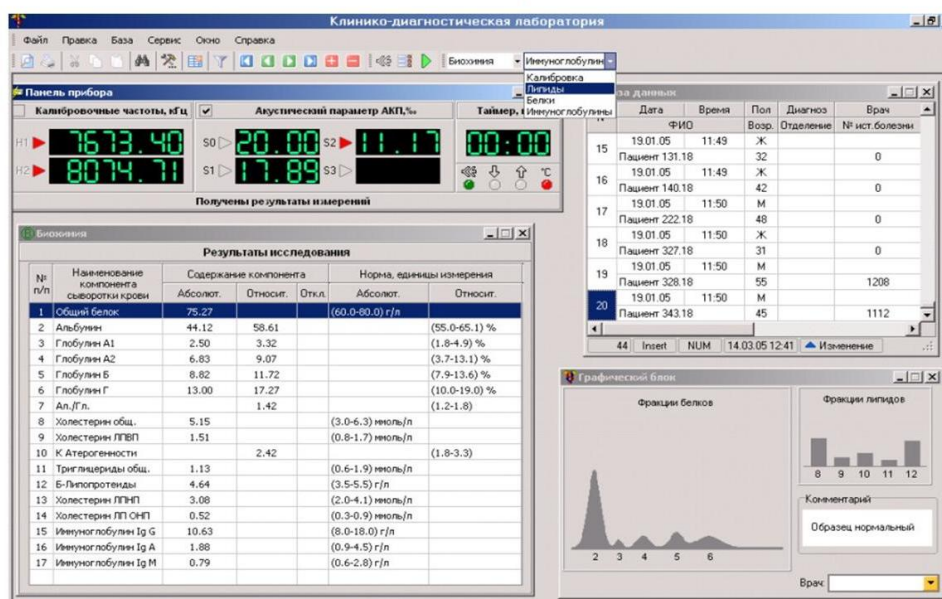 Клинико-диагностическая лаборатория
Файл Правка База Сервис Окно Справка
Биохимия Иммуноглобулин
Калибровка
Липиды
Белки
Иммуноглобулины
Панель прибора
Калибровочные частоты, кГц Акустический параметр АКП,‰ Таймер,
H1 7673.40 S0 20.00 S2 11.17 00:00
H2 8074.71 S1 17.89 S3 °C
Получены результаты измерений
за данных
Дата Время Пол Диагноз Врач
ФИО Возр. Отделение № ист.болезни
15 19.01.05 11:49 Ж
Пациент 131.18 32 0
16 19.01.05 11:49 Ж
Пациент 140.18 42 0
17 19.01.05 11:50 М
Пациент 222.18 48 0
18 19.01.05 11:50 Ж
Пациент 327.18 31 0
19 19.01.05 11:50 М
Пациент 328.18 55 1208
20 19.01.05 11:50 М
Пациент 343.18 45 1112
44 Insert NUM 14.03.05 12:41 Изменение
Биохимия
Результаты исследования
№ п/п Наименование компонента сыворотки крови Содержание компонента Норма, единицы измерения
Абсолют. Относит. Откл. Абсолют. Относит.
1 Общий белок 75.27 (60.0-80.0) г/л
2 Альбумин 44.12 58.61 (55.0-65.1) %
3 Глобулин А1 2.50 3.32 (1.8-4.9) %
4 Глобулин А2 6.83 9.07 (3.7-13.1) %
5 Глобулин Б 8.82 11.72 (7.9-13.6) %
6 Глобулин Г 13.00 17.27 (10.0-19.0) %
7 Ал./Гл. 1.42 (1.2-1.8)
8 Холестерин общ. 5.15 (3.0-6.3) ммоль/л
9 Холестерин ЛПВП 1.51 (0.8-1.7) ммоль/л
10 К Атерогенности 2.42 (1.8-3.3)
11 Триглицериды общ. 1.13 (0.6-1.9) ммоль/л
12 Б-Липопротеиды 4.64 (3.5-5.5) г/л
13 Холестерин ЛПНП 3.08 (2.0-4.1) ммоль/л
14 Холестерин ЛП ОНП 0.52 (0.3-0.9) ммоль/л
15 Иммуноглобулин Ig G 10.63 (8.0-18.0) г/л
16 Иммуноглобулин Ig A 1.88 (0.9-4.5) г/л
17 Иммуноглобулин Ig M 0.79 (0.6-2.8) г/л
Графический блок
Фракции белков
2 3 4 5 6
Фракции липидов
8 9 10 11 12
Комментарий
Образец нормальный
Врач: